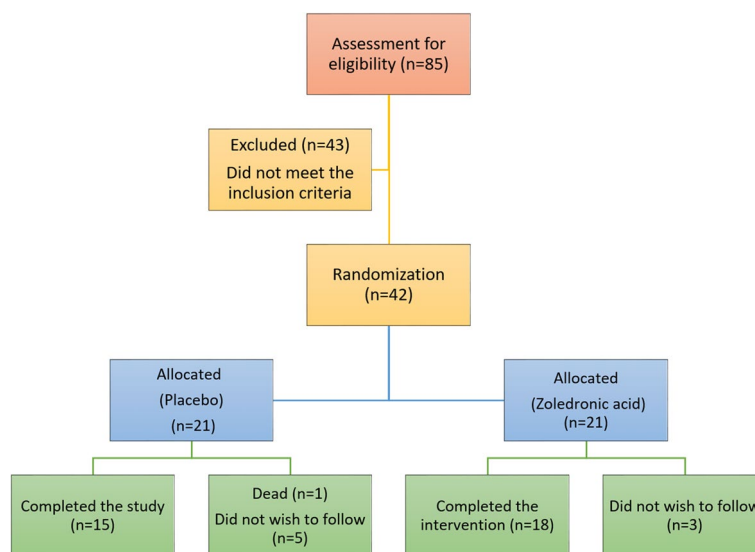 Assessment for
eligibility (n=85)
Excluded (n=43)
Did not meet the
inclusion criteria
Randomization
(n=42)
Allocated
(Placebo)
(n=21)
Allocated
(Zoledronic acid)
(n=21)
Completed the study
(n=15)
Dead (n=1)
Did not wish to follow
(n=5)
Completed the
intervention (n=18)
Did not wish to follow
(n=3)